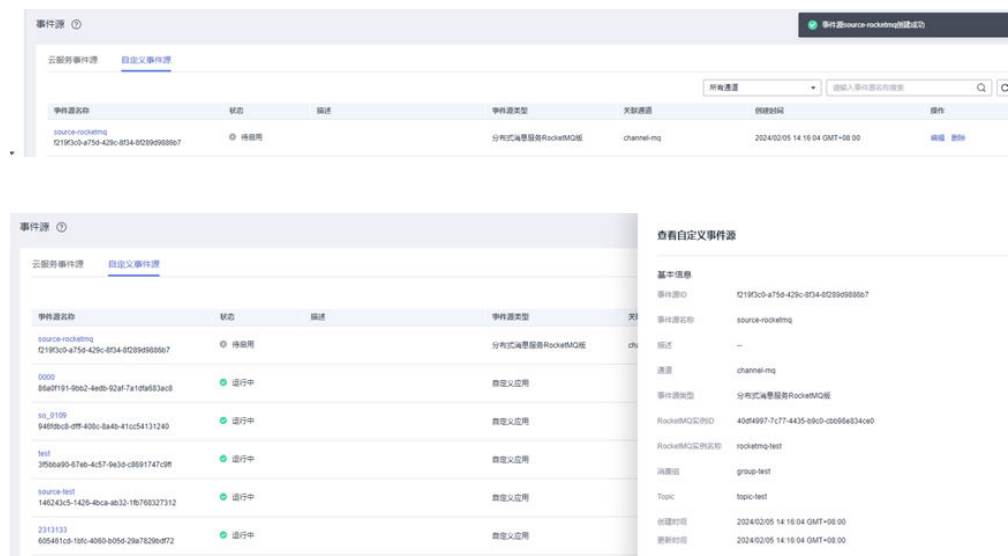 事件源
事件源source-rocketmq创建成功
云服务事件源 自定义事件源
所有通道 请输入事件源名称搜索
事件源名称 状态 描述 事件源类型 关联通道 创建时间 操作
source-rocketmq
f219f3c0-a75d-429c-8f34-8f289d9886b7
待启用 分布式消息服务RocketMQ版 channel-mq 2024/02/05 14:16:04 GMT+08:00 编辑 删除
事件源
云服务事件源 自定义事件源
事件源名称 状态 描述 事件源类型 关
source-rocketmq
f219f3c0-a75d-429c-8f34-8f289d9886b7
待启用 分布式消息服务RocketMQ版 cha
0000
86a0f191-9bb2-4edb-92af-7a1dfa683ac8
运行中 自定义应用
so_0109
946fdbc8-dfff-408c-8a4b-41cc54131240
运行中 自定义应用
test
3f5bba90-67eb-4c57-9e3d-c8691747c9ff
运行中 自定义应用
source-test
146243c5-1426-4bca-ab32-1fb768327312
运行中 自定义应用
2313133
605461cd-1bfc-4060-b05d-29a7829bdf72
运行中 自定义应用
查看自定义事件源
基本信息
事件源ID f219f3c0-a75d-429c-8f34-8f289d9886b7
事件源名称 source-rocketmq
描述 --
通道 channel-mq
事件源类型 分布式消息服务RocketMQ版
RocketMQ实例ID 40df4997-7c77-4435-b9c0-cbb98e834ce0
RocketMQ实例名称 rocketmq-test
消费组 group-test
Topic topic-test
创建时间 2024/02/05 14:16:04 GMT+08:00
更新时间 2024/02/05 14:16:04 GMT+08:00